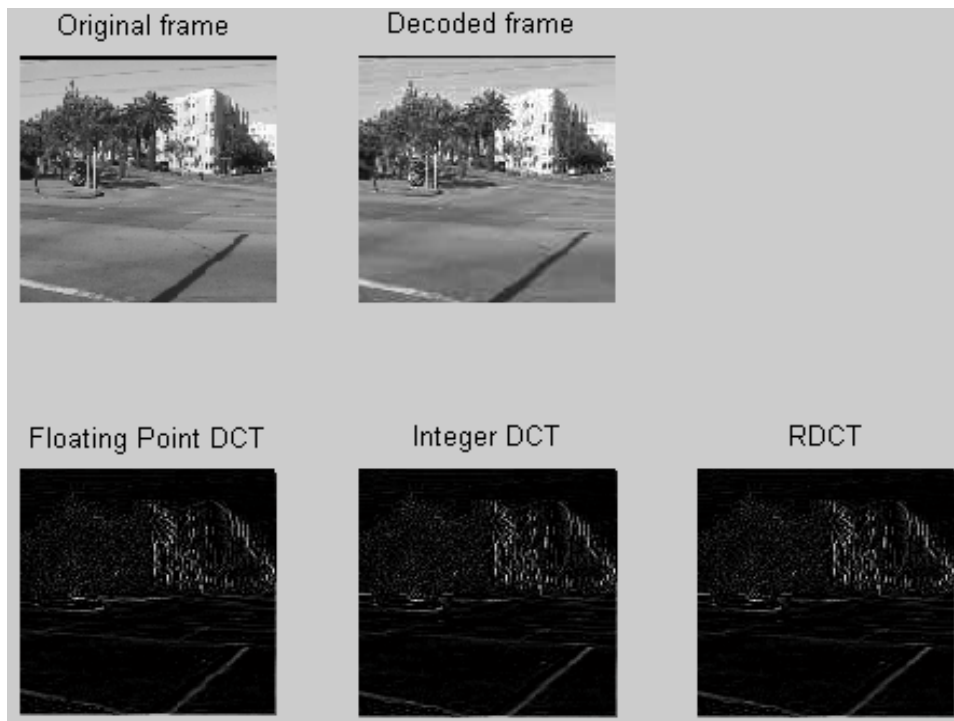 Original frame
Decoded frame
Floating Point DCT
Integer DCT
RDCT